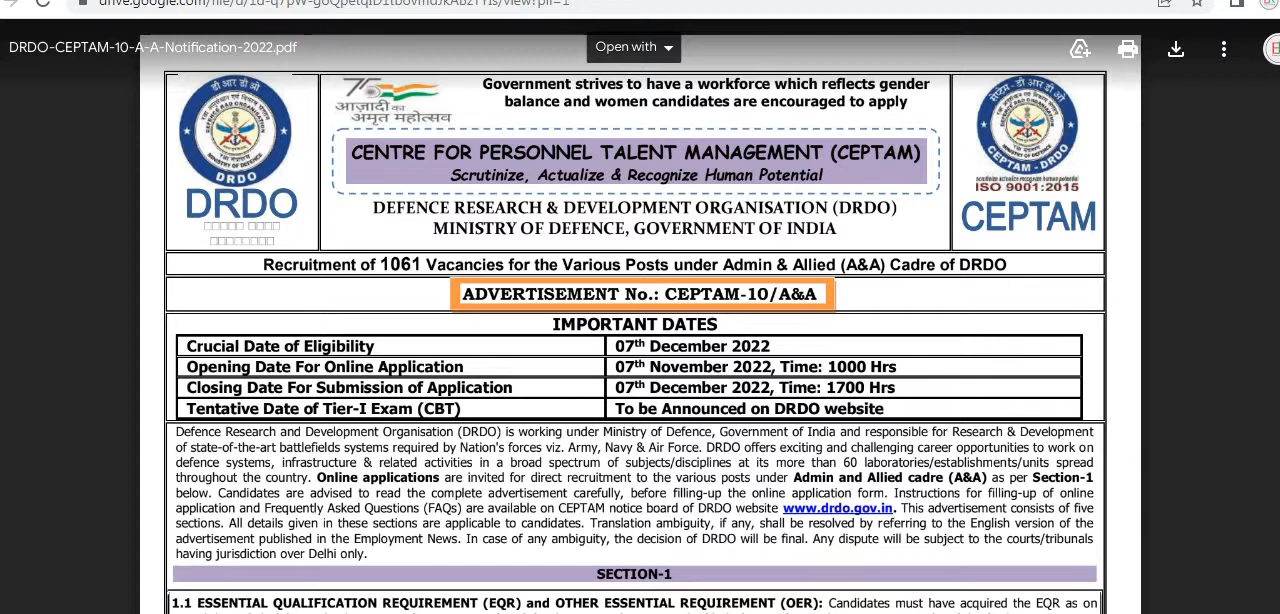 DRDO-CEPTAM-10-A-A-Notification-2022.pdf
Open with
डी आर डी ओ
DRDO
DRDO
75
आज़ादी का
अमृत महोत्सव
Government strives to have a workforce which reflects gender
balance and women candidates are encouraged to apply
CENTRE FOR PERSONNEL TALENT MANAGEMENT (CEPTAM)
Scrutinize, Actualize & Recognize Human Potential
DEFENCE RESEARCH & DEVELOPMENT ORGANISATION (DRDO)
MINISTRY OF DEFENCE, GOVERNMENT OF INDIA
CEPTAM - DRDO
ISO 9001:2015
CEPTAM
Recruitment of 1061 Vacancies for the Various Posts under Admin & Allied (A&A) Cadre of DRDO
ADVERTISEMENT No.: CEPTAM-10/A&A
IMPORTANT DATES
Crucial Date of Eligibility 07th December 2022
Opening Date For Online Application 07th November 2022, Time: 1000 Hrs
Closing Date For Submission of Application 07th December 2022, Time: 1700 Hrs
Tentative Date of Tier-I Exam (CBT) To be Announced on DRDO website
Defence Research and Development Organisation (DRDO) is working under Ministry of Defence, Government of India and responsible for Research & Development
of state-of-the-art battlefields systems required by Nation's forces viz. Army, Navy & Air Force. DRDO offers exciting and challenging career opportunities to work on
defence systems, infrastructure & related activities in a broad spectrum of subjects/disciplines at its more than 60 laboratories/establishments/units spread
throughout the country. Online applications are invited for direct recruitment to the various posts under Admin and Allied cadre (A&A) as per Section-1
below. Candidates are advised to read the complete advertisement carefully, before filling-up the online application form. Instructions for filling-up of online
application and Frequently Asked Questions (FAQs) are available on CEPTAM notice board of DRDO website www.drdo.gov.in. This advertisement consists of five
sections. All details given in these sections are applicable to candidates. Translation ambiguity, if any, shall be resolved by referring to the English version of the
advertisement published in the Employment News. In case of any ambiguity, the decision of DRDO will be final. Any dispute will be subject to the courts/tribunals
having jurisdiction over Delhi only.
SECTION-1
1.1 ESSENTIAL QUALIFICATION REQUIREMENT (EQR) and OTHER ESSENTIAL REQUIREMENT (OER): Candidates must have acquired the EQR as on